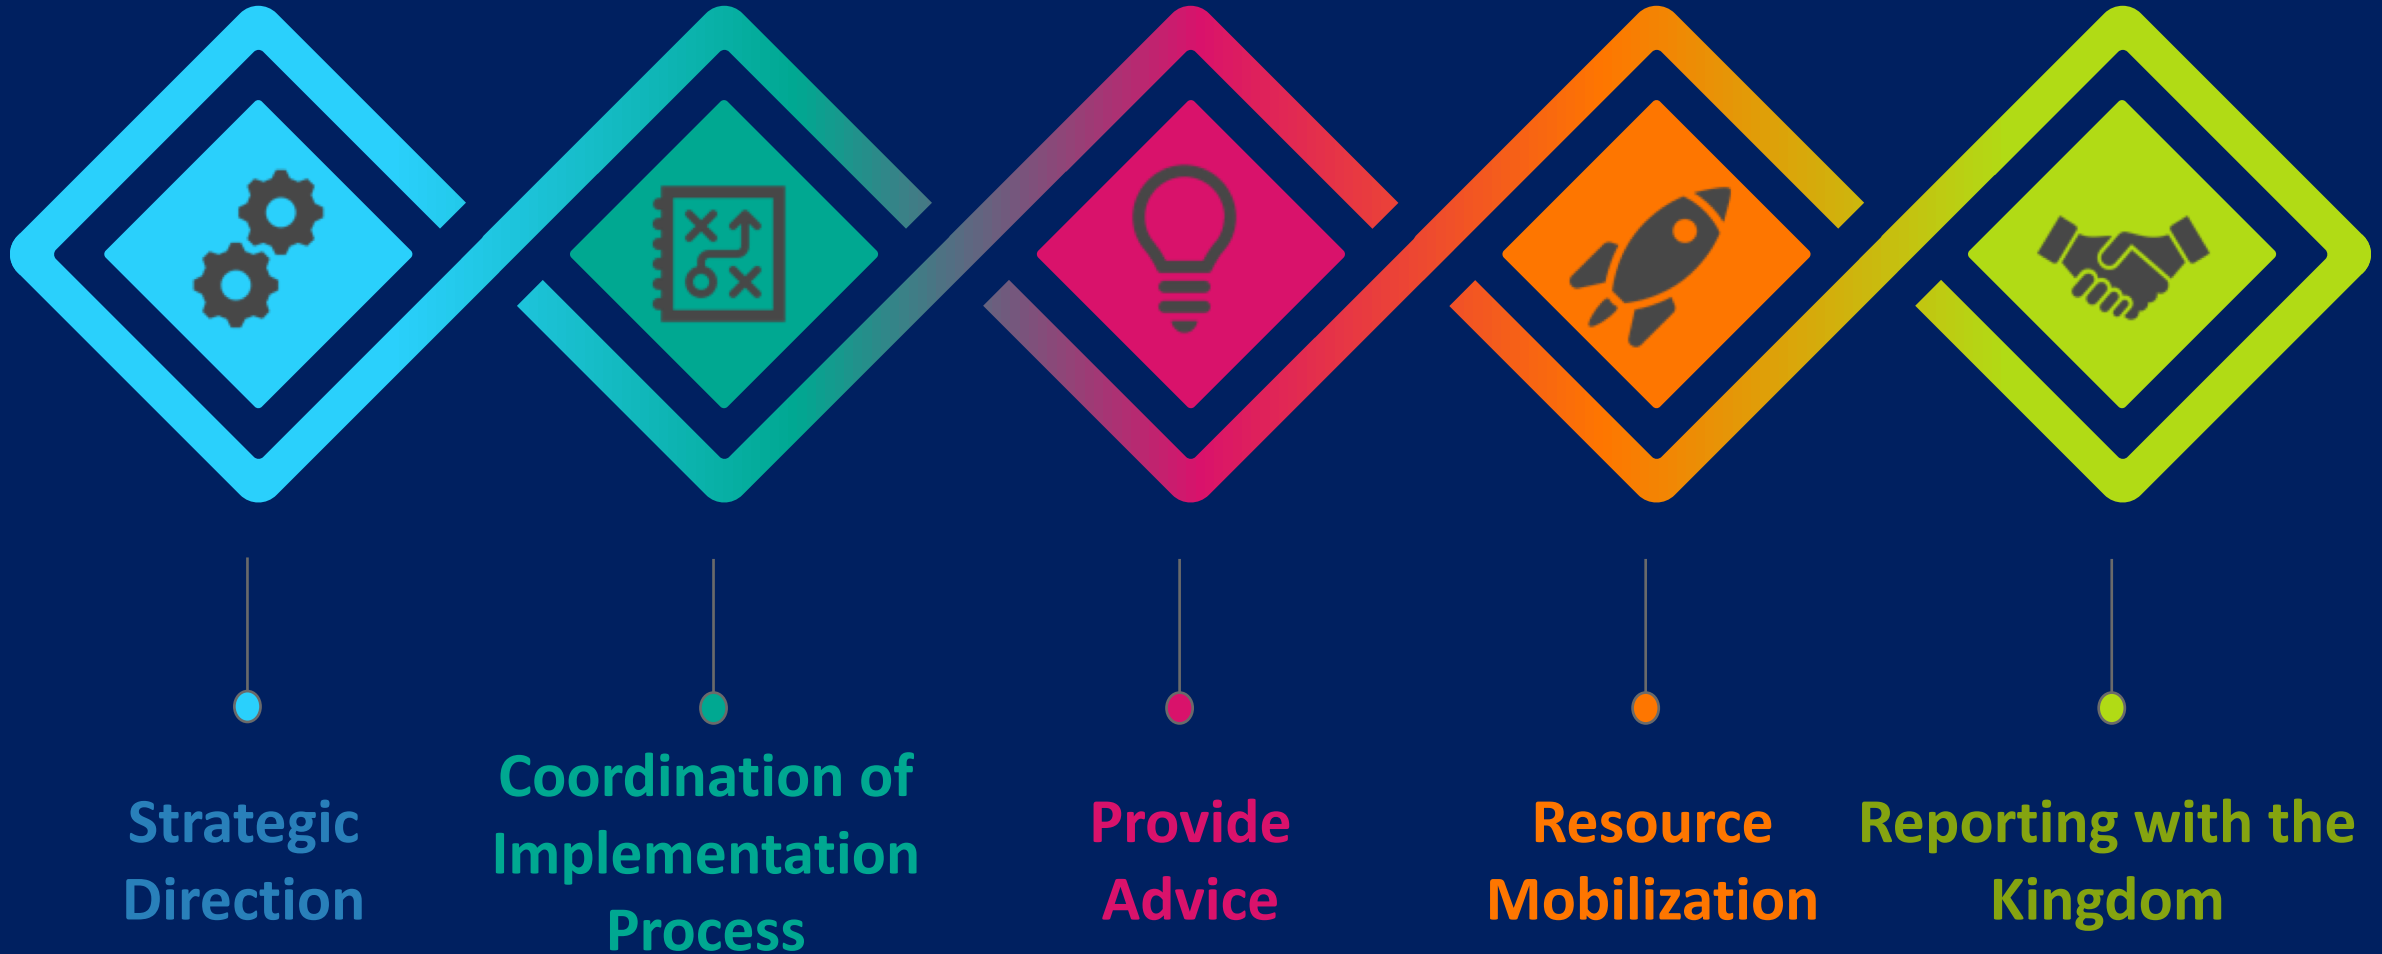 Strategic
Direction
Coordination of
Implementation
Process
Provide
Advice
Resource
Mobilization
Reporting with the
Kingdom